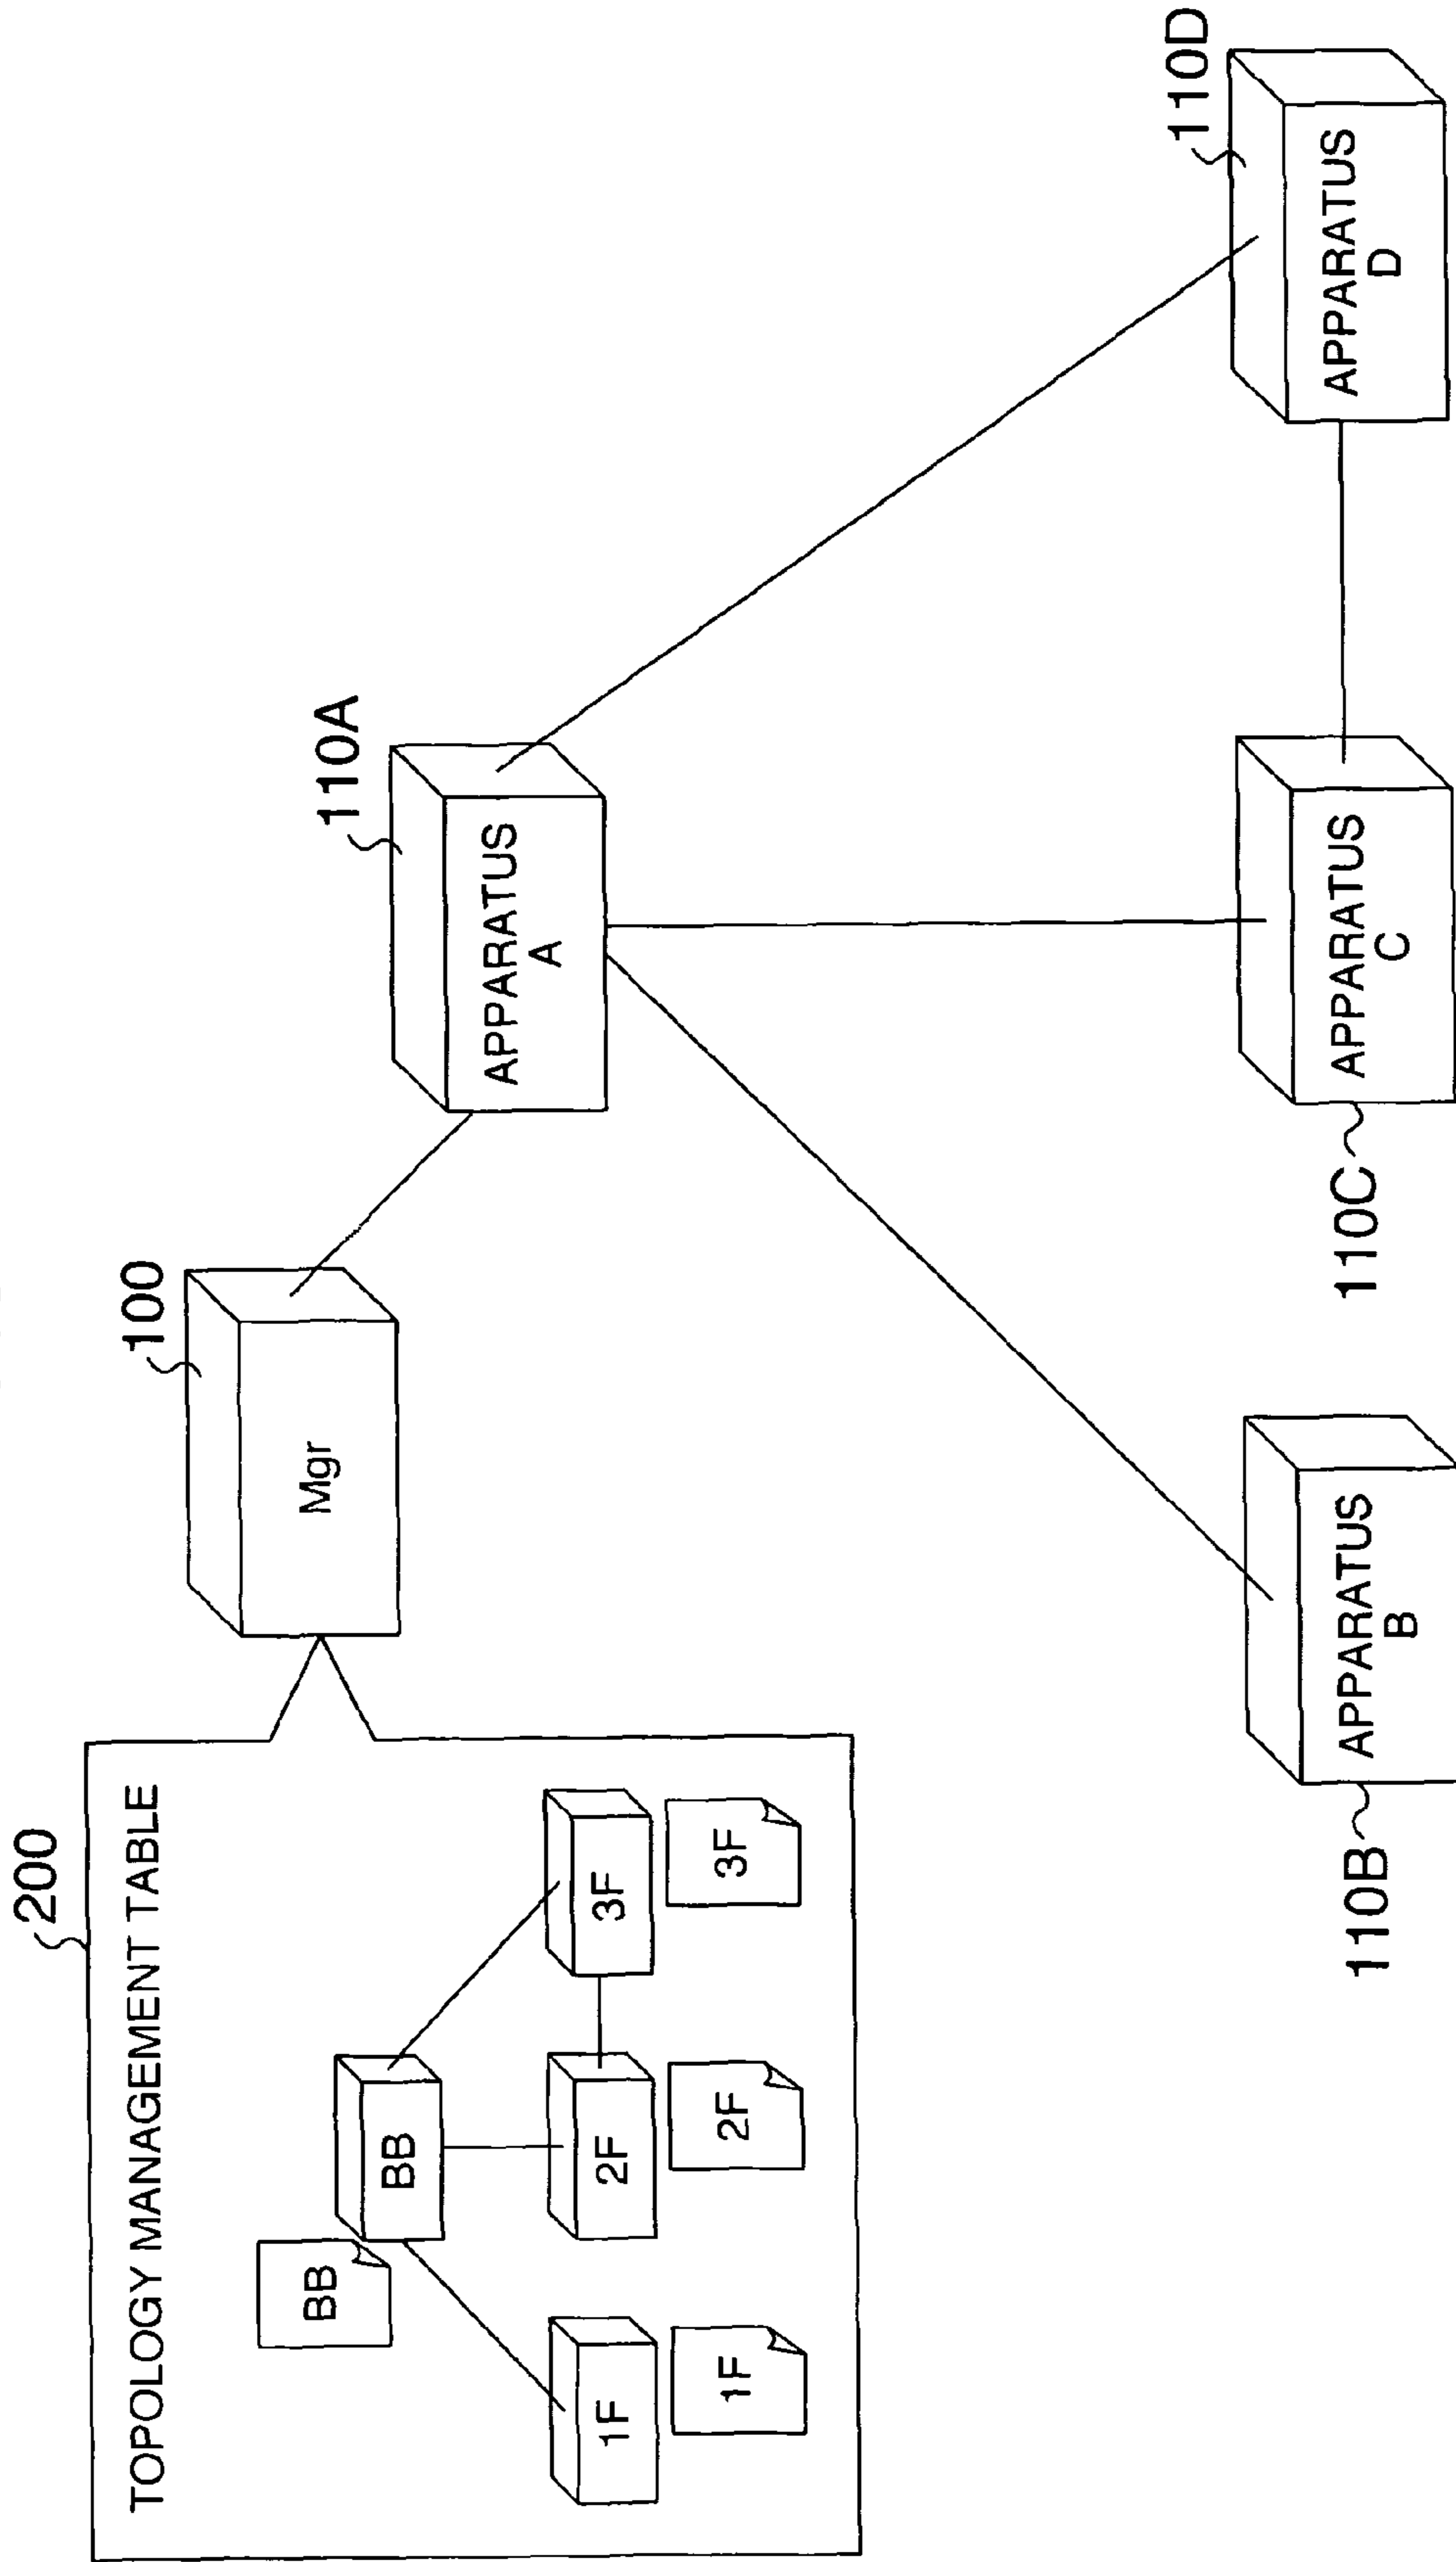 200
TOPOLOGY MANAGEMENT TABLE
BB
BB
1F
2F
3F
1F
2F
3F
100
Mgr
110A
APPARATUS
A
110B
APPARATUS
B
110C
APPARATUS
C
110D
APPARATUS
D